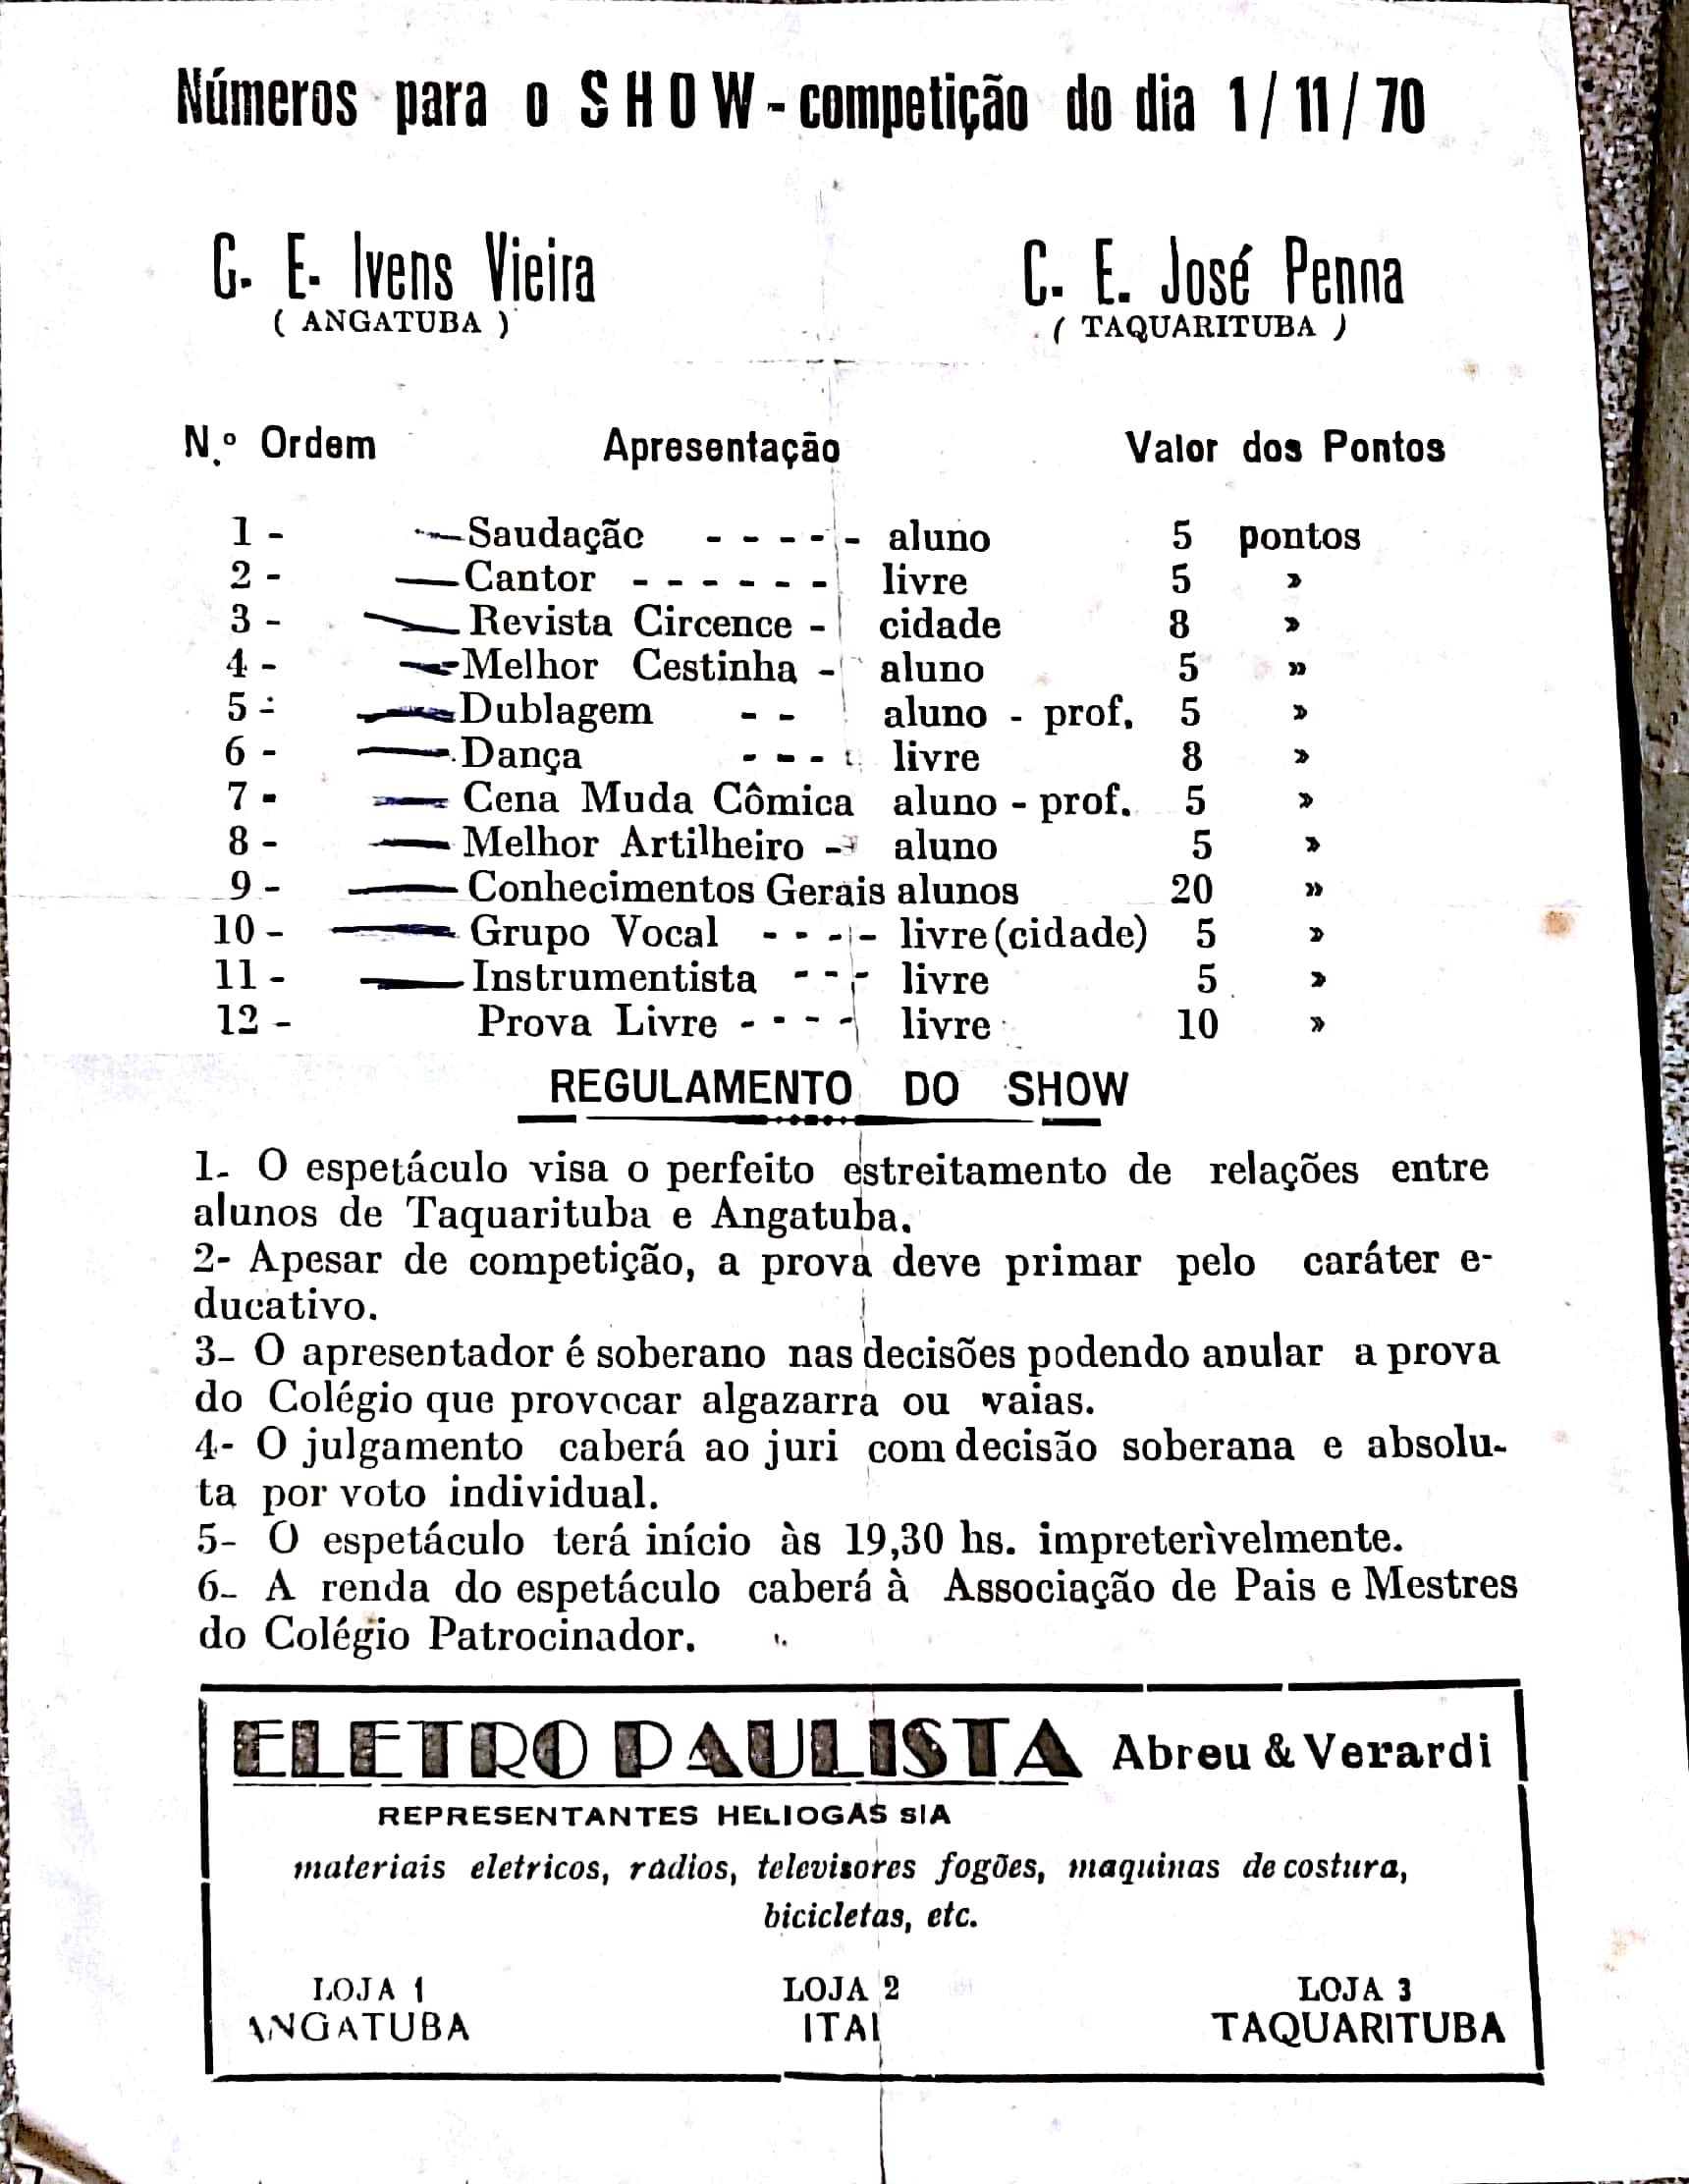 Números para o SHOW - competição do dia 1/11/70
C. E. Ivens Vieira
( ANGATUBA )
C. E. José Penna
( TAQUARITUBA )
N.º Ordem Apresentação Valor dos Pontos
1 - Saudação - - - - - aluno 5 pontos
2 - Cantor - - - - - - livre 5 »
3 - Revista Circence - cidade 8 »
4 - Melhor Cestinha - aluno 5 »
5 - Dublagem - - aluno - prof. 5 »
6 - Dança - - - livre 8 »
7 - Cena Muda Cômica aluno - prof. 5 »
8 - Melhor Artilheiro - aluno 5 »
9 - Conhecimentos Gerais alunos 20 »
10 - Grupo Vocal - - - - livre (cidade) 5 »
11 - Instrumentista - - - livre 5 »
12 - Prova Livre - - - - livre 10 »
REGULAMENTO DO SHOW
1- O espetáculo visa o perfeito estreitamento de relações entre
alunos de Taquarituba e Angatuba.
2- Apesar de competição, a prova deve primar pelo caráter e-
ducativo.
3- O apresentador é soberano nas decisões podendo anular a prova
do Colégio que provocar algazarra ou vaias.
4- O julgamento caberá ao juri com decisão soberana e absolu-
ta por voto individual.
5- O espetáculo terá início às 19,30 hs. impreterìvelmente.
6- A renda do espetáculo caberá à Associação de Pais e Mestres
do Colégio Patrocinador.
ELETRO PAULISTA Abreu & Verardi
REPRESENTANTES HELIOGÁS S/A
materiais eletricos, radios, televisores fogões, maquinas de costura,
bicicletas, etc.
LOJA 1 LOJA 2 LOJA 3
ANGATUBA ITAI TAQUARITUBA